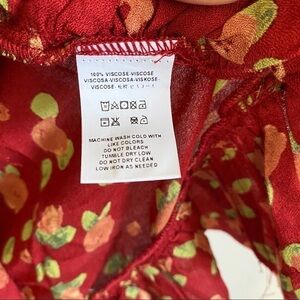 100% VISCOSE-VISCOSE
VISCOSA-VISCOSA-VISKOSE-
VISCOSE-
MACHINE WASH COLD WITH
LIKE COLORS
DO NOT BLEACH
TUMBLE DRY LOW
DO NOT DRY CLEAN
LOW IRON AS NEEDED